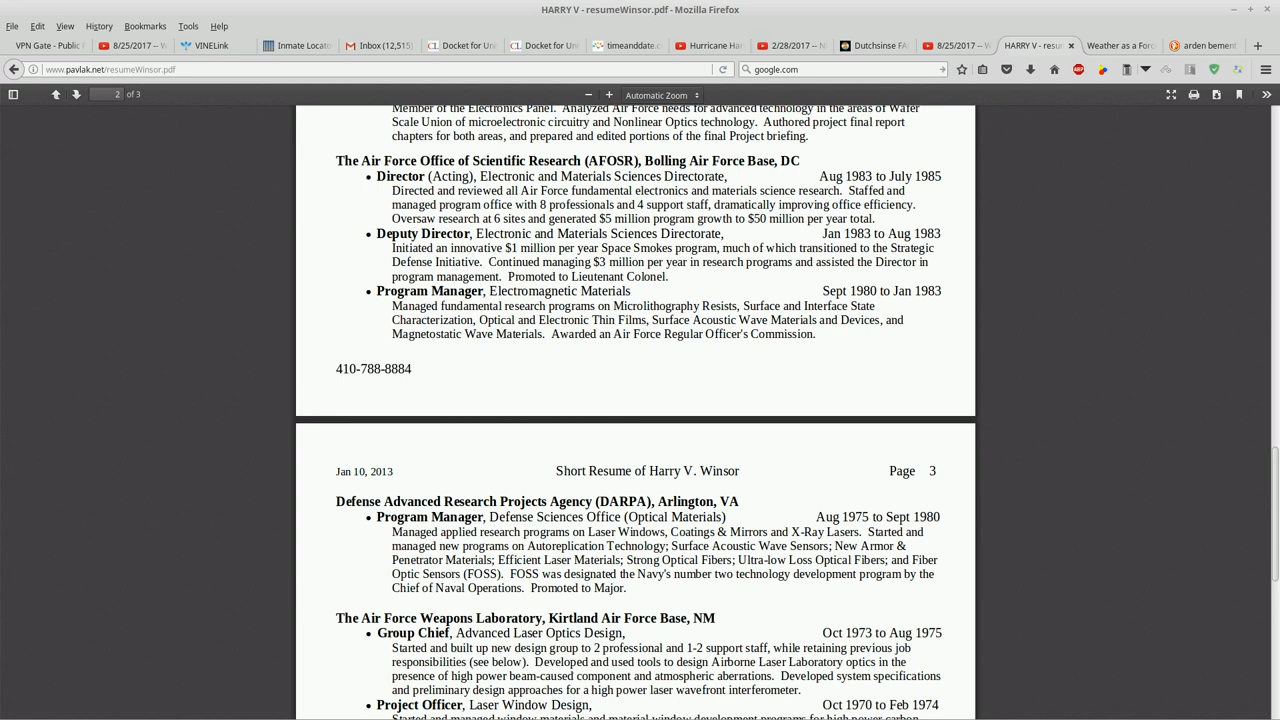 HARRY V - resumeWinsor.pdf - Mozilla Firefox
File Edit View History Bookmarks Tools Help
VPN Gate - Public 8/25/2017 -- W VINELink Inmate Locato Inbox (12,515) Docket for Un Docket for Un timeanddate.c Hurricane Har 2/28/2017 -- N Dutchsinse FA 8/25/2017 -- W HARRY V - resum Weather as a Forc arden bement
www.pavlak.net/resumeWinsor.pdf google.com
2 of 3 Automatic Zoom
Member of the Electronics Panel. Analyzed Air Force needs for advanced technology in the areas of Wafer
Scale Union of microelectronic circuitry and Nonlinear Optics technology. Authored project final report
chapters for both areas, and prepared and edited portions of the final Project briefing.
The Air Force Office of Scientific Research (AFOSR), Bolling Air Force Base, DC
• Director (Acting), Electronic and Materials Sciences Directorate, Aug 1983 to July 1985
Directed and reviewed all Air Force fundamental electronics and materials science research. Staffed and
managed program office with 8 professionals and 4 support staff, dramatically improving office efficiency.
Oversaw research at 6 sites and generated $5 million program growth to $50 million per year total.
• Deputy Director, Electronic and Materials Sciences Directorate, Jan 1983 to Aug 1983
Initiated an innovative $1 million per year Space Smokes program, much of which transitioned to the Strategic
Defense Initiative. Continued managing $3 million per year in research programs and assisted the Director in
program management. Promoted to Lieutenant Colonel.
• Program Manager, Electromagnetic Materials Sept 1980 to Jan 1983
Managed fundamental research programs on Microlithography Resists, Surface and Interface State
Characterization, Optical and Electronic Thin Films, Surface Acoustic Wave Materials and Devices, and
Magnetostatic Wave Materials. Awarded an Air Force Regular Officer's Commission.
410-788-8884
Jan 10, 2013 Short Resume of Harry V. Winsor Page 3
Defense Advanced Research Projects Agency (DARPA), Arlington, VA
• Program Manager, Defense Sciences Office (Optical Materials) Aug 1975 to Sept 1980
Managed applied research programs on Laser Windows, Coatings & Mirrors and X-Ray Lasers. Started and
managed new programs on Autoreplication Technology; Surface Acoustic Wave Sensors; New Armor &
Penetrator Materials; Efficient Laser Materials; Strong Optical Fibers; Ultra-low Loss Optical Fibers; and Fiber
Optic Sensors (FOSS). FOSS was designated the Navy's number two technology development program by the
Chief of Naval Operations. Promoted to Major.
The Air Force Weapons Laboratory, Kirtland Air Force Base, NM
• Group Chief, Advanced Laser Optics Design, Oct 1973 to Aug 1975
Started and built up new design group to 2 professional and 1-2 support staff, while retaining previous job
responsibilities (see below). Developed and used tools to design Airborne Laser Laboratory optics in the
presence of high power beam-caused component and atmospheric aberrations. Developed system specifications
and preliminary design approaches for a high power laser wavefront interferometer.
• Project Officer, Laser Window Design, Oct 1970 to Feb 1974
Started and managed window materials and material window development programs for high power carbon